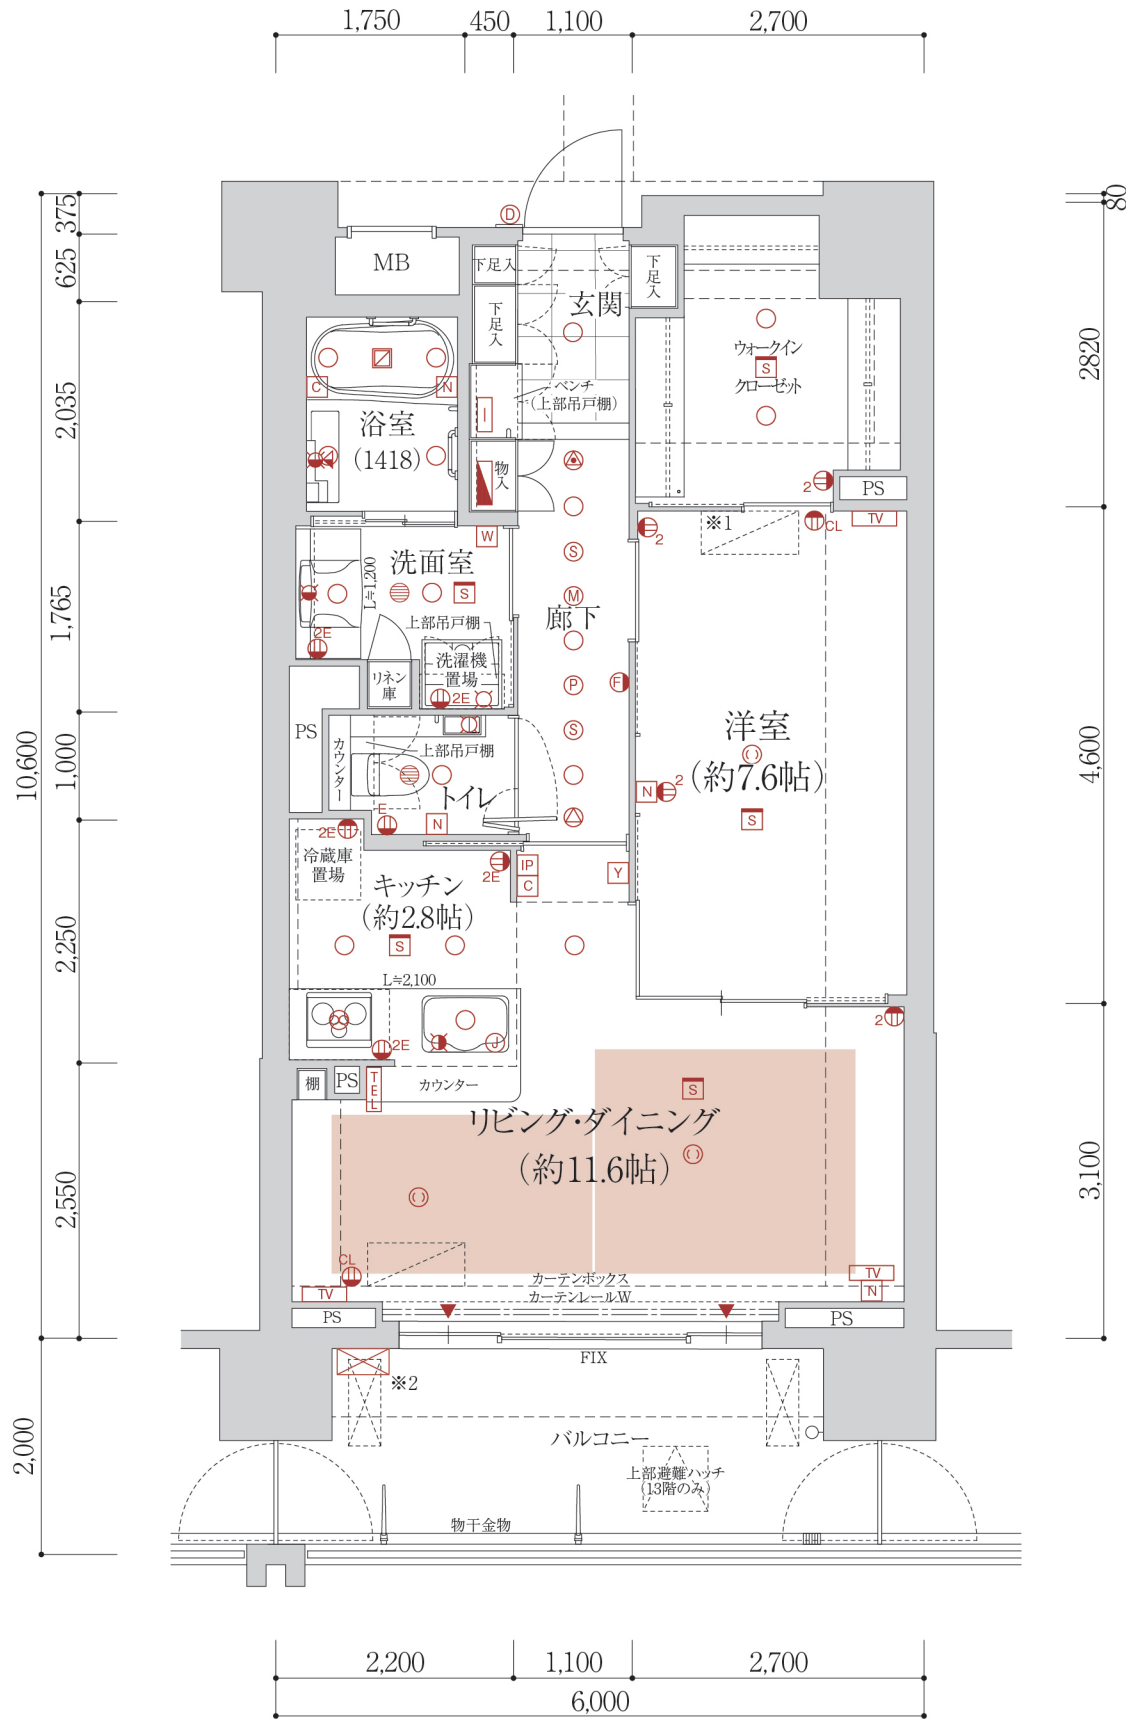 1,750
450
1,100
2,700
375
625
2,035
1,765
1,000
2,250
2,550
10,600
2,000
80
2820
4,600
3,100
D
MB
下足入
下足入
下足入
玄関
ウォークイン
S
クローゼット
ベンチ
(上部吊戸棚)
C
N
浴室
(1418)
物入
2
PS
※1
2
CL
TV
W
洗面室
L≒1,200
S
S
M
廊下
2E
上部吊戸棚
洗濯機
置場
2E
リネン
庫
P
F
S
PS
カウンター
上部吊戸棚
トイレ
E
N
洋室
(約7.6帖)
N
2
S
2E
冷蔵庫
置場
2E
IP
C
Y
キッチン
(約2.8帖)
S
L≒2,100
2
2E
J
棚
PS
TEL
カウンター
S
リビング・ダイニング
(約11.6帖)
CL
TV
カーテンボックス
カーテンレールW
TV
N
PS
PS
FIX
※2
バルコニー
上部避難ハッチ
(13階のみ)
物干金物
2,200
1,100
2,700
6,000